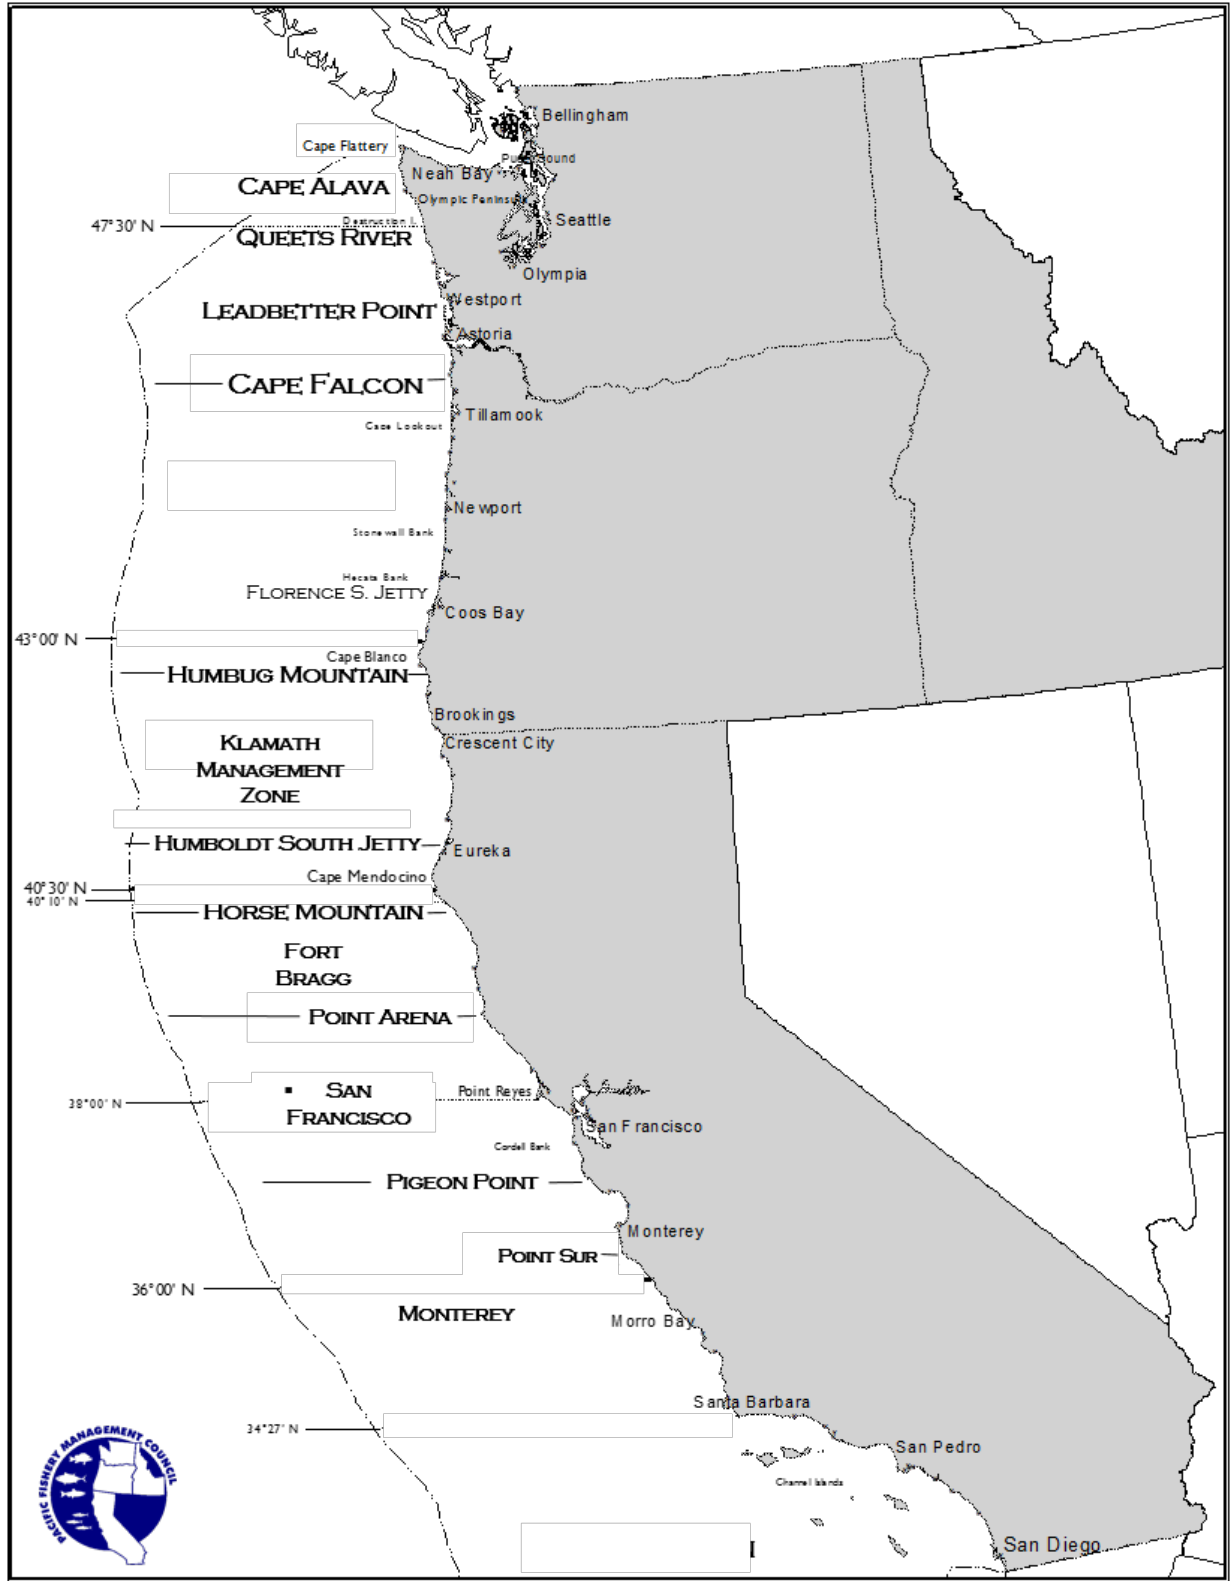 Bellingham
Cape Flattery
Puget Sound
Neah Bay
CAPE ALAVA
Olympic Peninsula
Destruction I.
Seattle
47°30' N
QUEETS RIVER
Olympia
Westport
LEADBETTER POINT
Astoria
CAPE FALCON
Tillamook
Cape Lookout
Newport
Stonewall Bank
Heceta Bank
FLORENCE S. JETTY
Coos Bay
43°00' N
Cape Blanco
HUMBUG MOUNTAIN
Brookings
Crescent City
KLAMATH
MANAGEMENT
ZONE
HUMBOLDT SOUTH JETTY
Eureka
Cape Mendocino
40°30' N
40°10' N
HORSE MOUNTAIN
FORT
BRAGG
POINT ARENA
Point Reyes
▪ SAN
FRANCISCO
38°00' N
San Francisco
Cordell Bank
PIGEON POINT
Monterey
POINT SUR
36°00' N
MONTEREY
Morro Bay
Santa Barbara
34°27' N
San Pedro
Channel Islands
PACIFIC FISHERY MANAGEMENT COUNCIL
San Diego